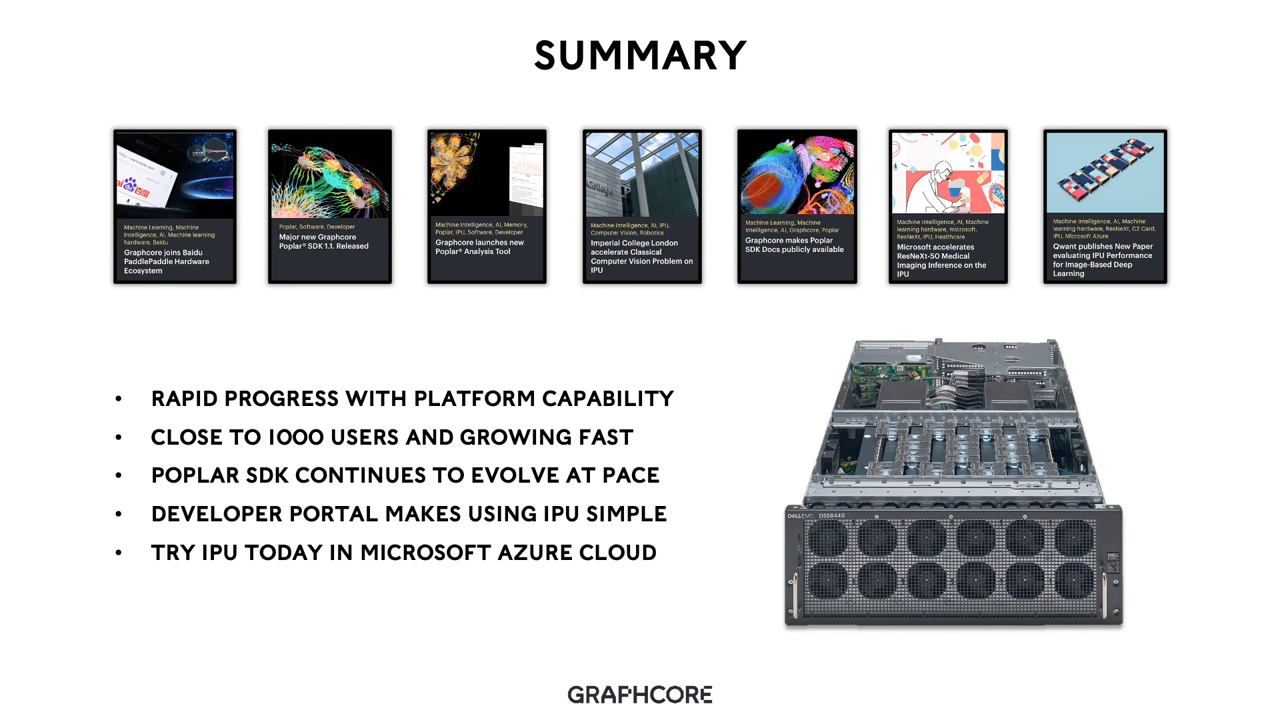 SUMMARY
Bai 百度
Machine Learning, Machine
Intelligence, AI, Machine learning
hardware, Baidu
Graphcore joins Baidu
PaddlePaddle Hardware
Ecosystem
Poplar, Software, Developer
Major new Graphcore
Poplar® SDK 1.1. Released
Machine Intelligence, AI, Memory,
Poplar, IPU, Software, Developer
Graphcore launches new
Poplar® Analysis Tool
College
Machine Intelligence, AI, IPU,
Computer Vision, Robotics
Imperial College London
accelerate Classical
Computer Vision Problem on
IPU
Machine Learning, Machine
Intelligence, AI, Graphcore, Poplar
Graphcore makes Poplar
SDK Docs publicly available
Machine Intelligence, AI, Machine
learning hardware, microsoft,
ResNeXt, IPU, Healthcare
Microsoft accelerates
ResNeXt-50 Medical
Imaging Inference on the
IPU
Machine Intelligence, AI, Machine
learning hardware, ResNeXt, C2 Card,
IPU, Microsoft Azure
Qwant publishes New Paper
evaluating IPU Performance
for Image-Based Deep
Learning
• RAPID PROGRESS WITH PLATFORM CAPABILITY
• CLOSE TO 1000 USERS AND GROWING FAST
• POPLAR SDK CONTINUES TO EVOLVE AT PACE
• DEVELOPER PORTAL MAKES USING IPU SIMPLE
• TRY IPU TODAY IN MICROSOFT AZURE CLOUD
DELLEMC DSS8440
GRAPHCORE